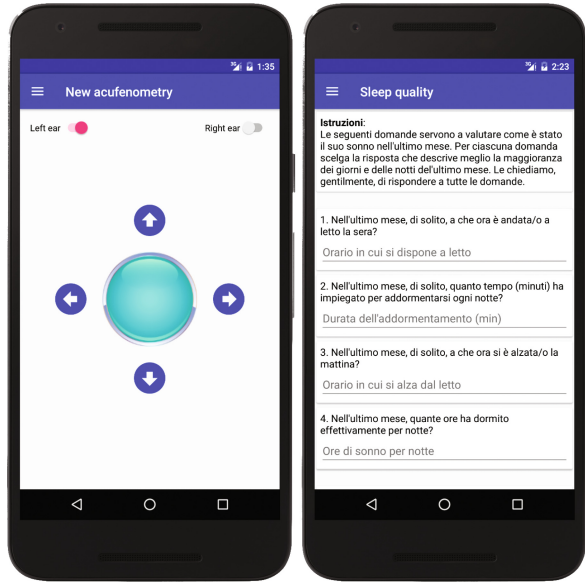 3G 1:35
New acufenometry
Left ear
Right ear
3G 2:23
Sleep quality
Istruzioni:
Le seguenti domande servono a valutare come è stato
il suo sonno nell'ultimo mese. Per ciascuna domanda
scelga la risposta che descrive meglio la maggioranza
dei giorni e delle notti del'ultimo mese. Le chiediamo,
gentilmente, di rispondere a tutte le domande.
1. Nell'ultimo mese, di solito, a che ora è andata/o a
letto la sera?
Orario in cui si dispone a letto
2. Nell'ultimo mese, di solito, quanto tempo (minuti) ha
impiegato per addormentarsi ogni notte?
Durata dell'addormentamento (min)
3. Nell'ultimo mese, di solito, a che ora si è alzata/o la
mattina?
Orario in cui si alza dal letto
4. Nell'ultimo mese, quante ore ha dormito
effettivamente per notte?
Ore di sonno per notte